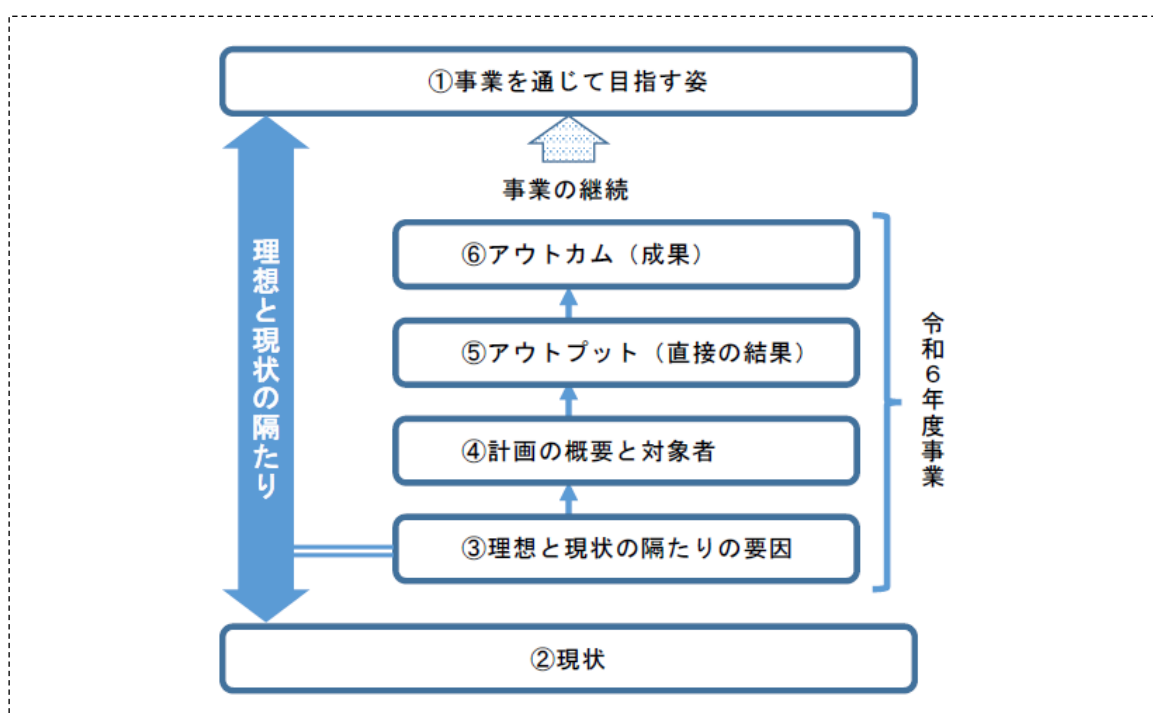 ①事業を通じて目指す姿
事業の継続
⑥アウトカム（成果）
⑤アウトプット（直接の結果）
④計画の概要と対象者
③理想と現状の隔たりの要因
②現状
理想と現状の隔たり
令和６年度事業